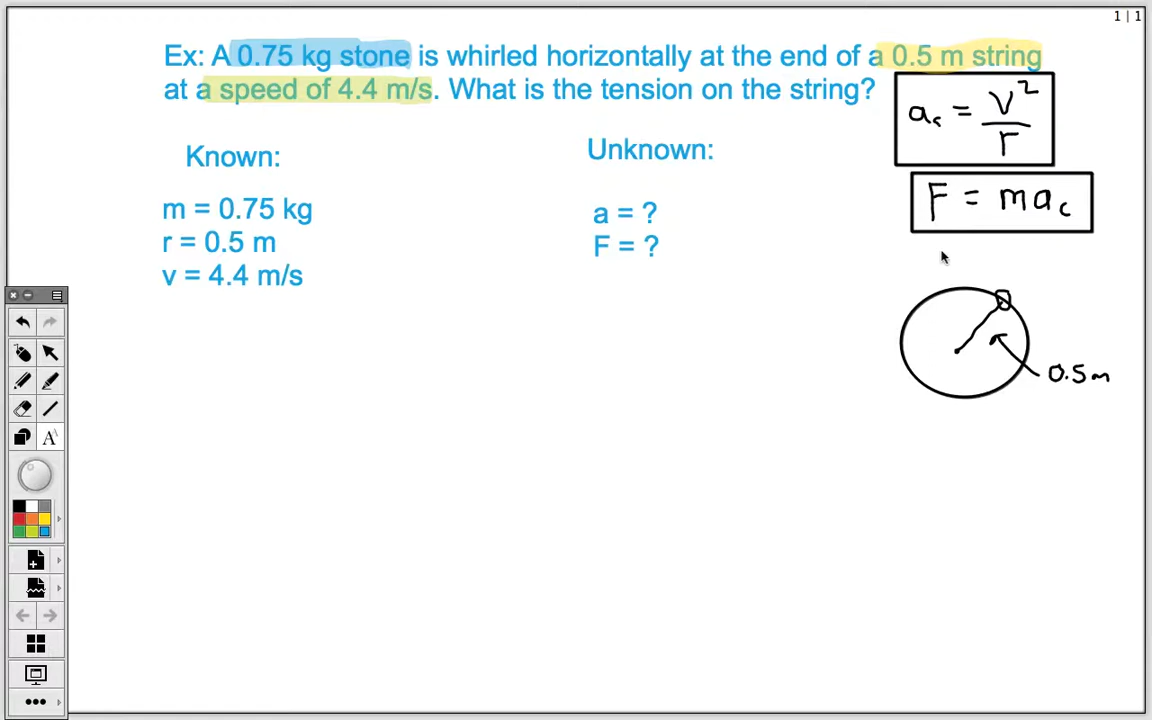 1 | 1
Ex: A 0.75 kg stone is whirled horizontally at the end of a 0.5 m string
at a speed of 4.4 m/s. What is the tension on the string?
a_c = v²/r
Known:
Unknown:
F = ma_c
m = 0.75 kg
a = ?
r = 0.5 m
F = ?
v = 4.4 m/s
0.5m
A